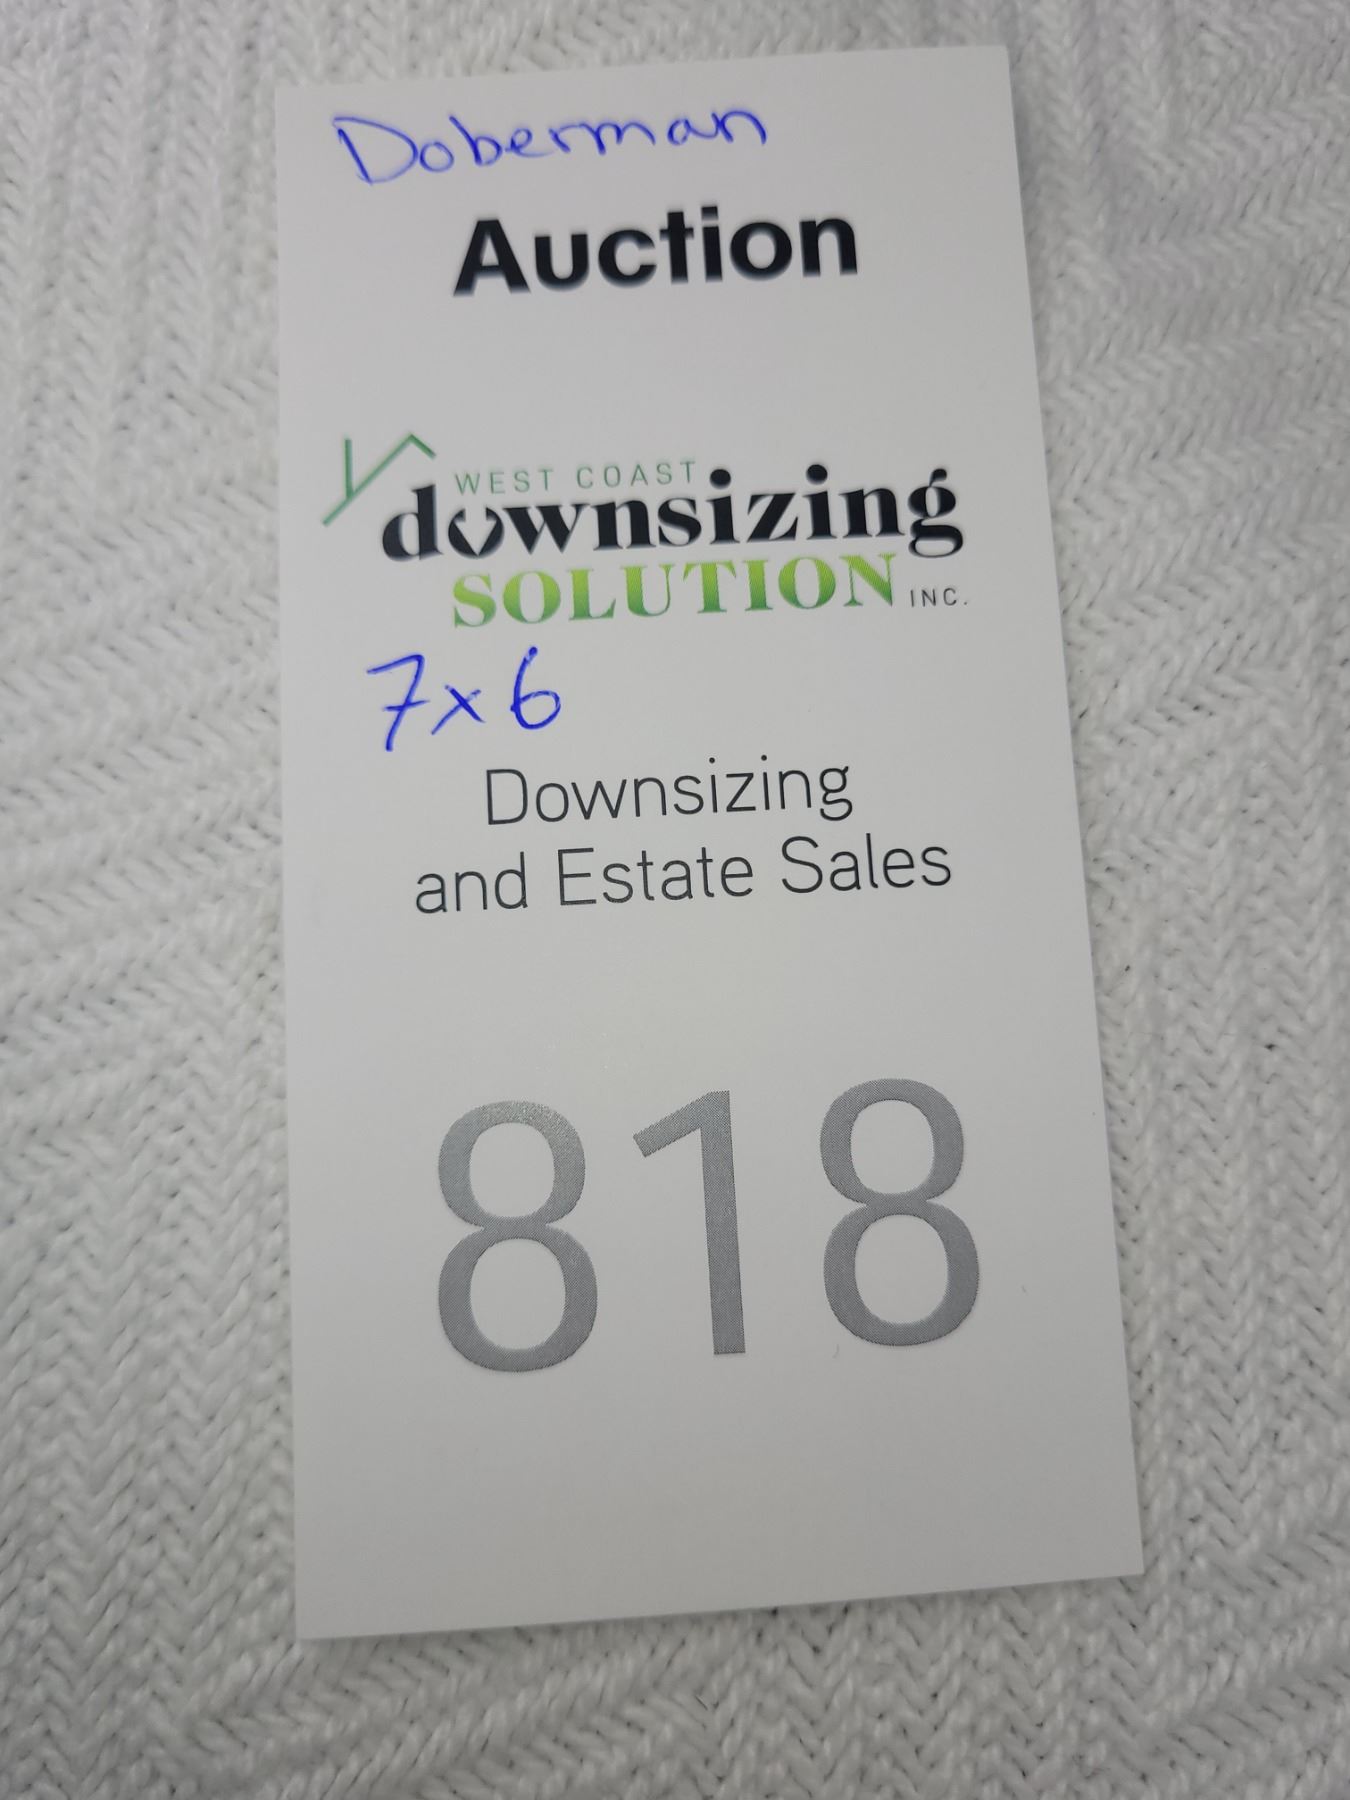 Doberman
Auction
WEST COAST
downsizing
SOLUTION INC.
7x6
Downsizing
and Estate Sales
818